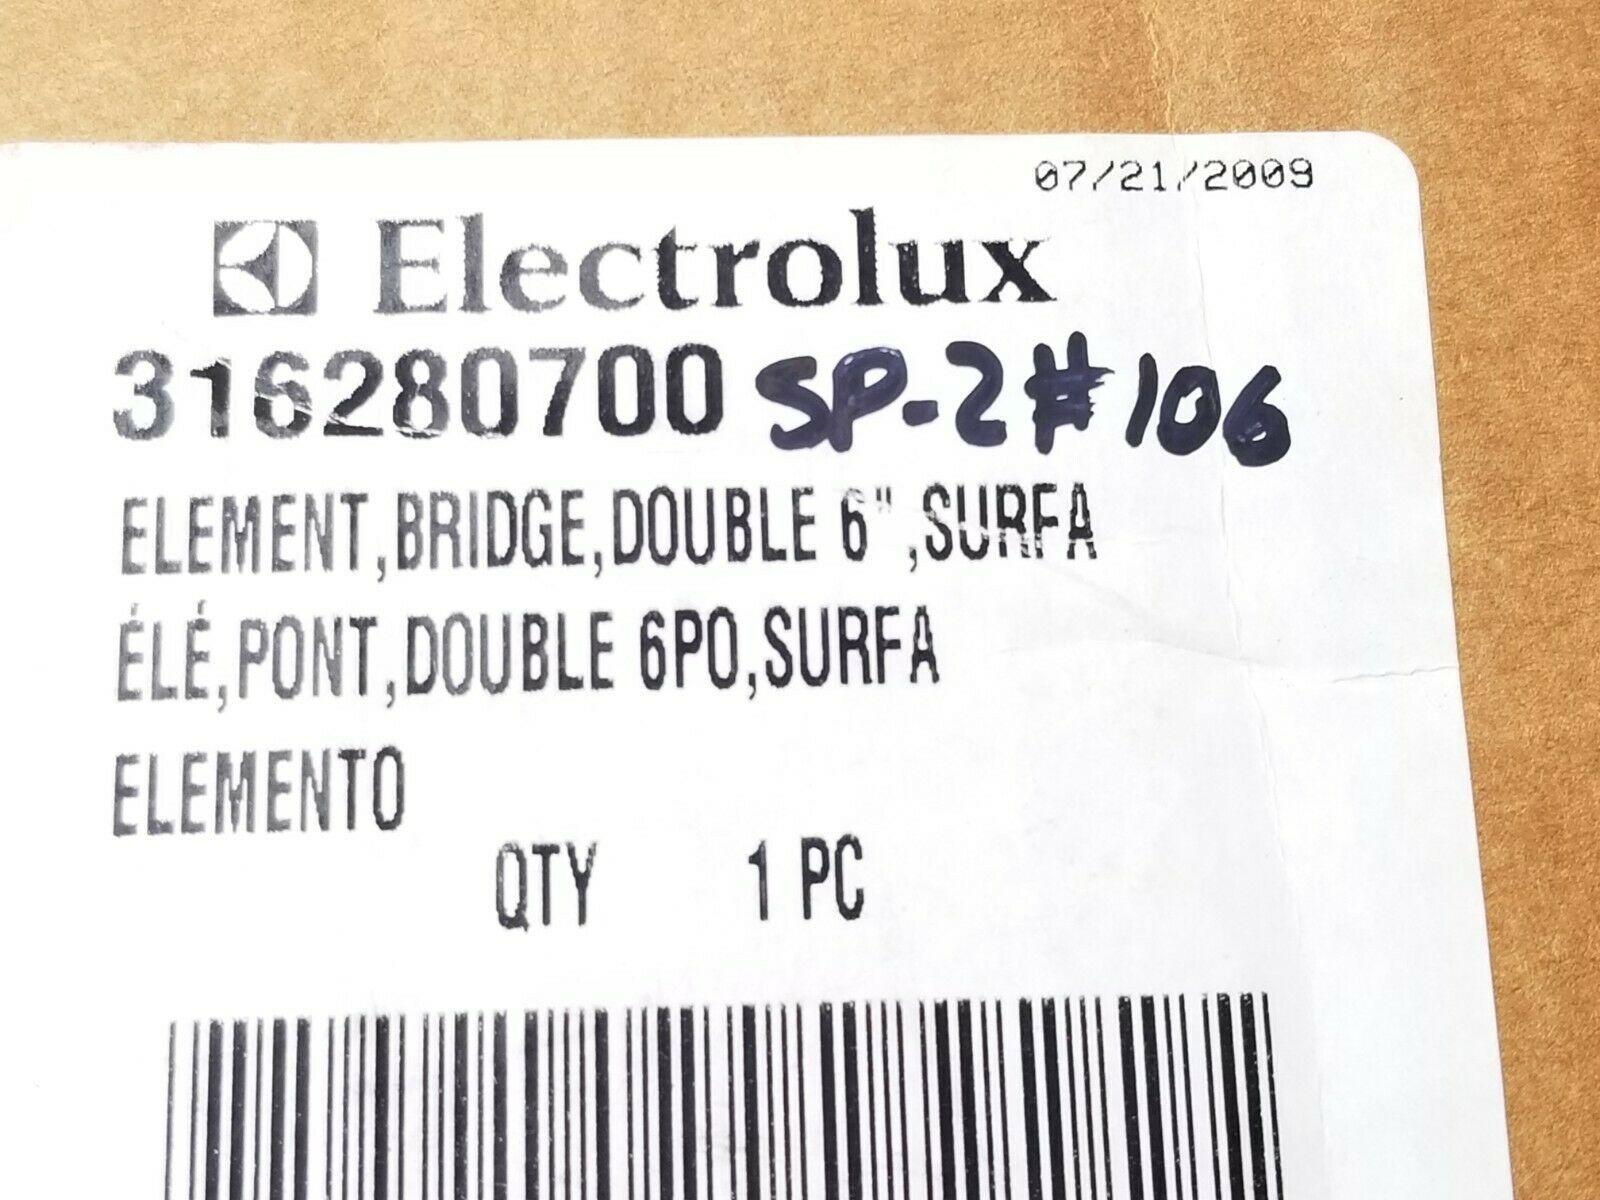 07/21/2009
Electrolux
316280700 SP-2#106
ELEMENT,BRIDGE,DOUBLE 6",SURFA
ÉLÉ,PONT,DOUBLE 6PO,SURFA
ELEMENTO
QTY 1 PC